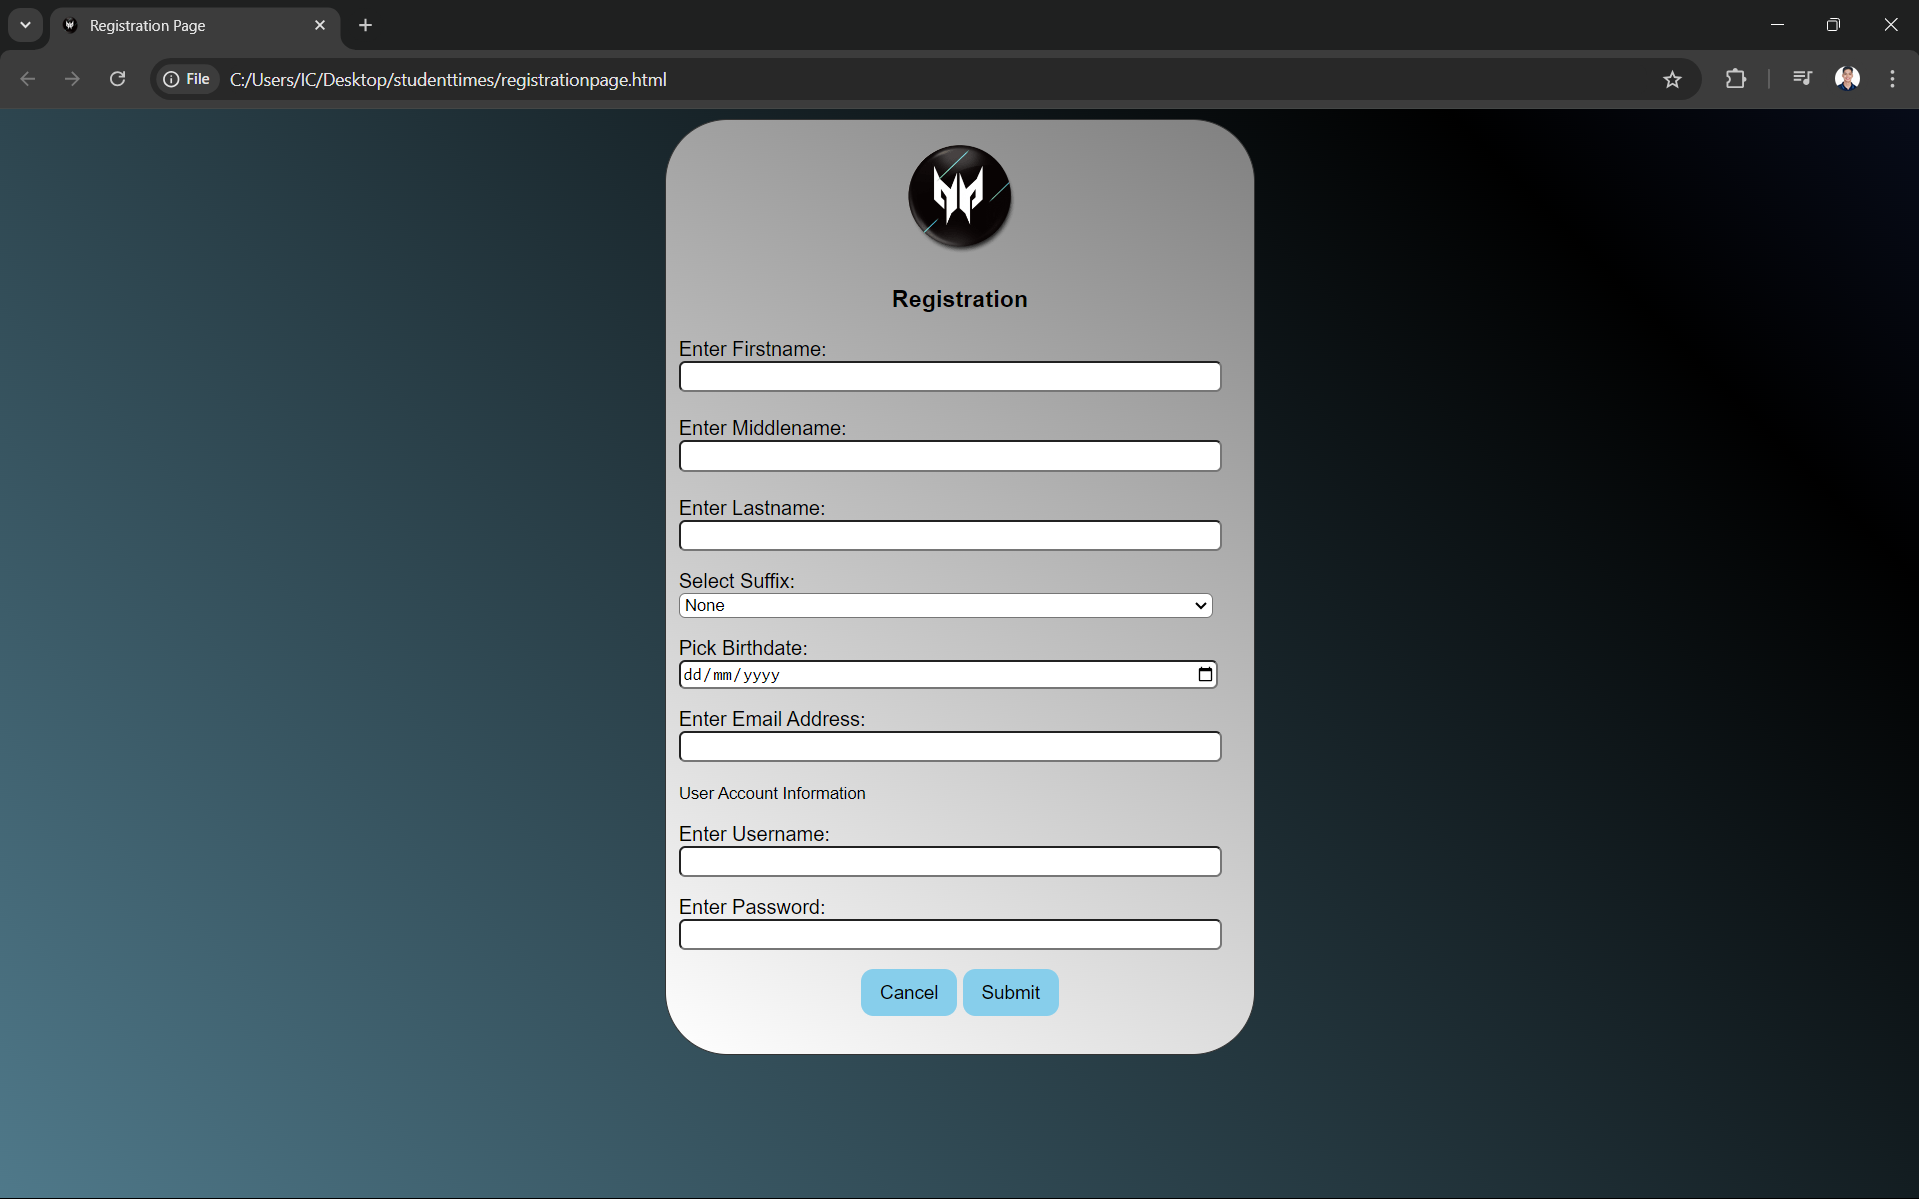 Registration Page
File
C:/Users/IC/Desktop/studenttimes/registrationpage.html
Registration
Enter Firstname:
Enter Middlename:
Enter Lastname:
Select Suffix:
None
Pick Birthdate:
dd/mm/yyyy
Enter Email Address:
User Account Information
Enter Username:
Enter Password:
Cancel Submit